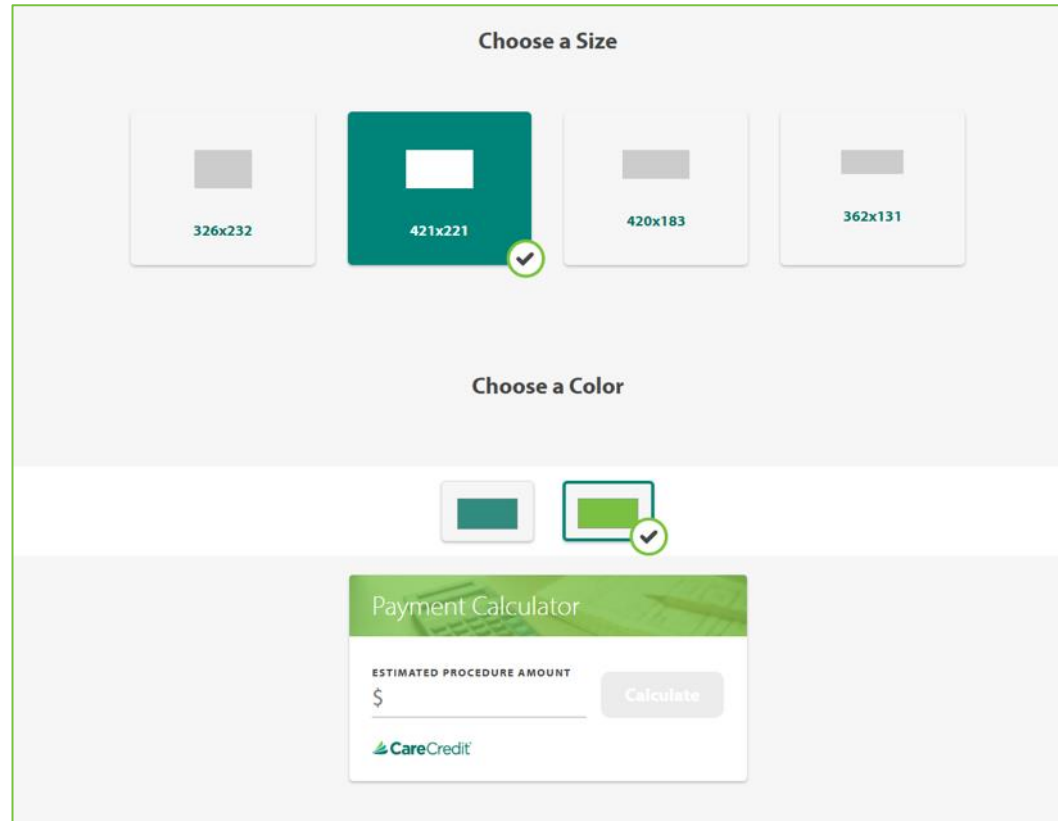 Choose a Size
326x232
421x221
420x183
362x131
Choose a Color
Payment Calculator
ESTIMATED PROCEDURE AMOUNT
$
Calculate
CareCredit